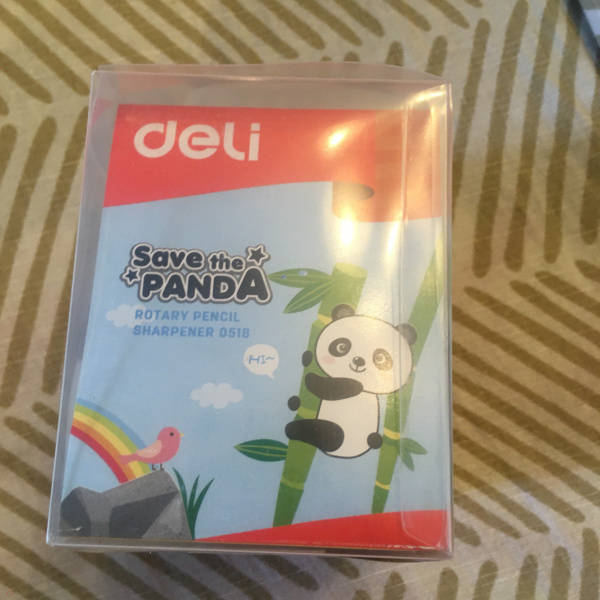 deli
Save the
PANDA
ROTARY PENCIL
SHARPENER 0518
HI~